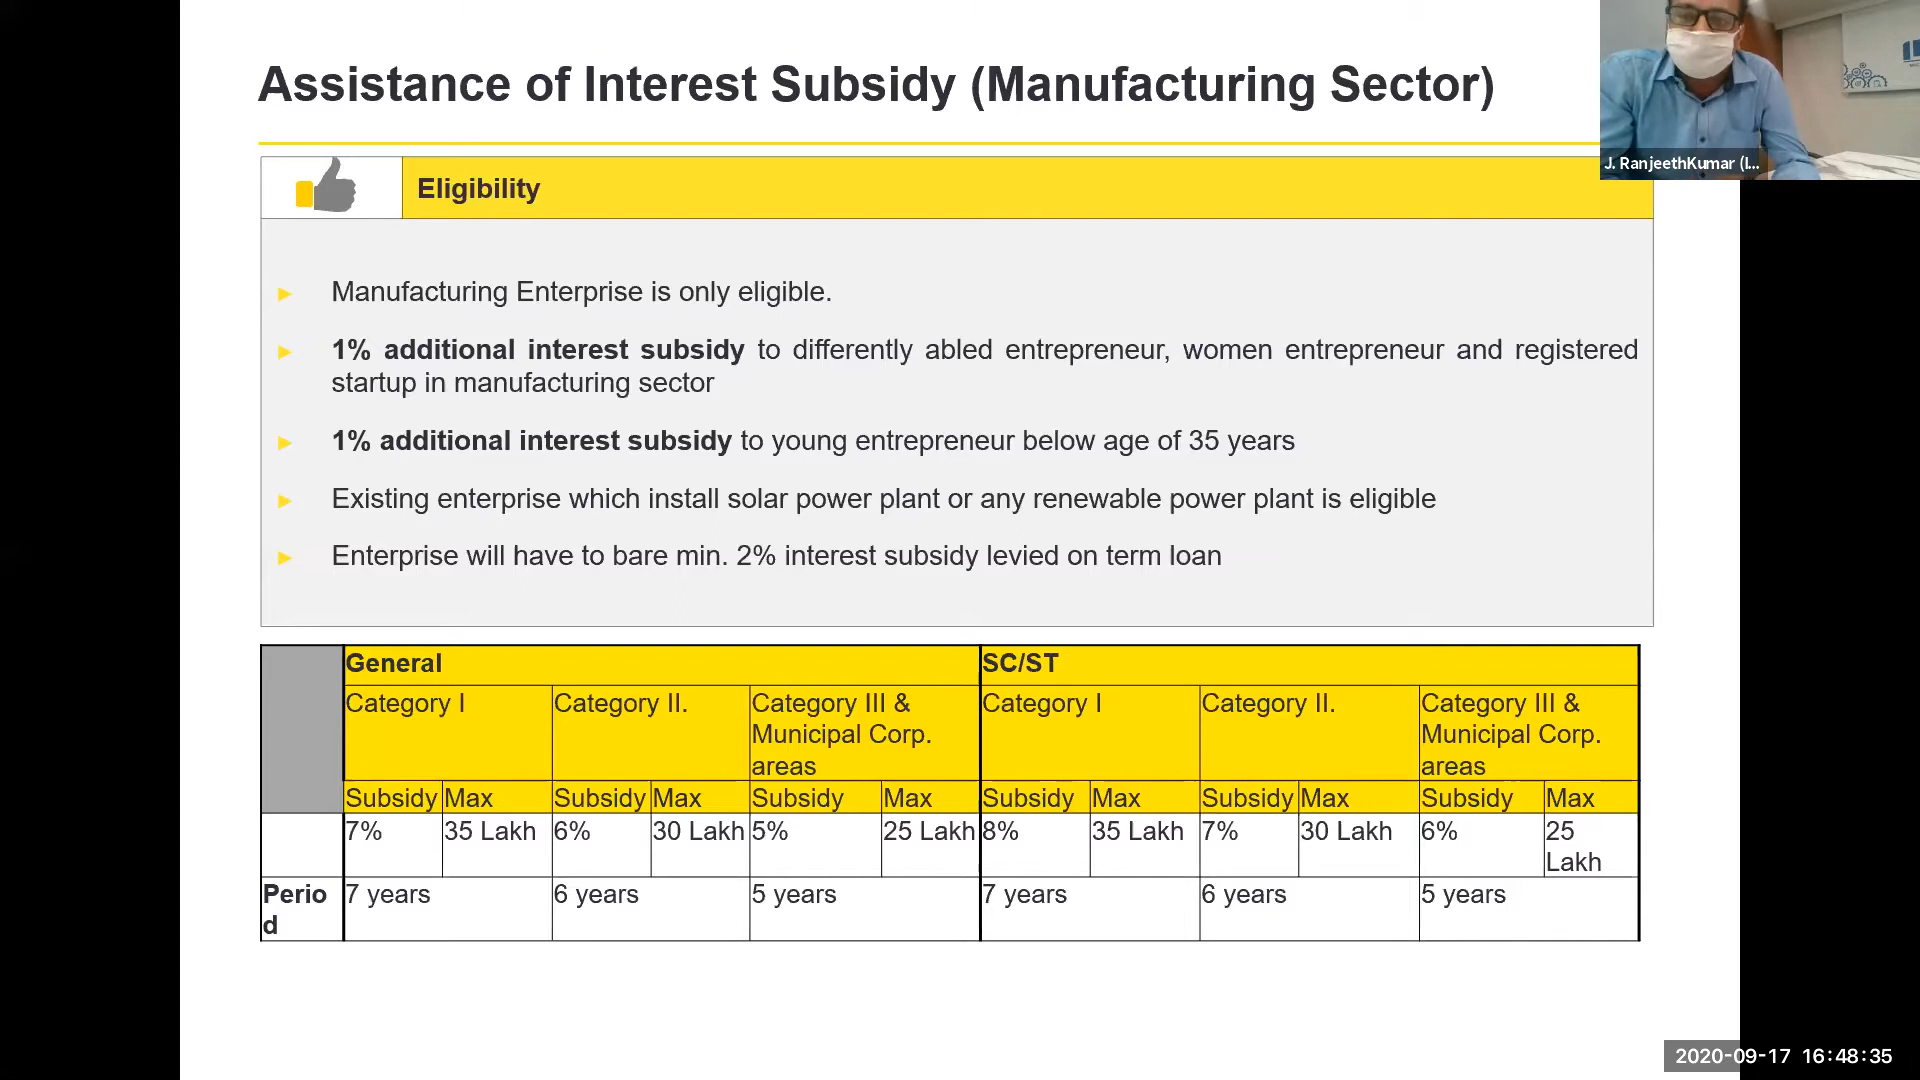 Assistance of Interest Subsidy (Manufacturing Sector)
J. RanjeethKumar (I...
Eligibility
Manufacturing Enterprise is only eligible.
1% additional interest subsidy to differently abled entrepreneur, women entrepreneur and registered
startup in manufacturing sector
1% additional interest subsidy to young entrepreneur below age of 35 years
Existing enterprise which install solar power plant or any renewable power plant is eligible
Enterprise will have to bare min. 2% interest subsidy levied on term loan
General SC/ST
Category I Category II. Category III & Category I Category II. Category III &
Municipal Corp. Municipal Corp.
areas areas
Subsidy Max Subsidy Max Subsidy Max Subsidy Max Subsidy Max Subsidy Max
7% 35 Lakh 6% 30 Lakh 5% 25 Lakh 8% 35 Lakh 7% 30 Lakh 6% 25
Lakh
Perio 7 years 6 years 5 years 7 years 6 years 5 years
d
2020-09-17 16:48:35